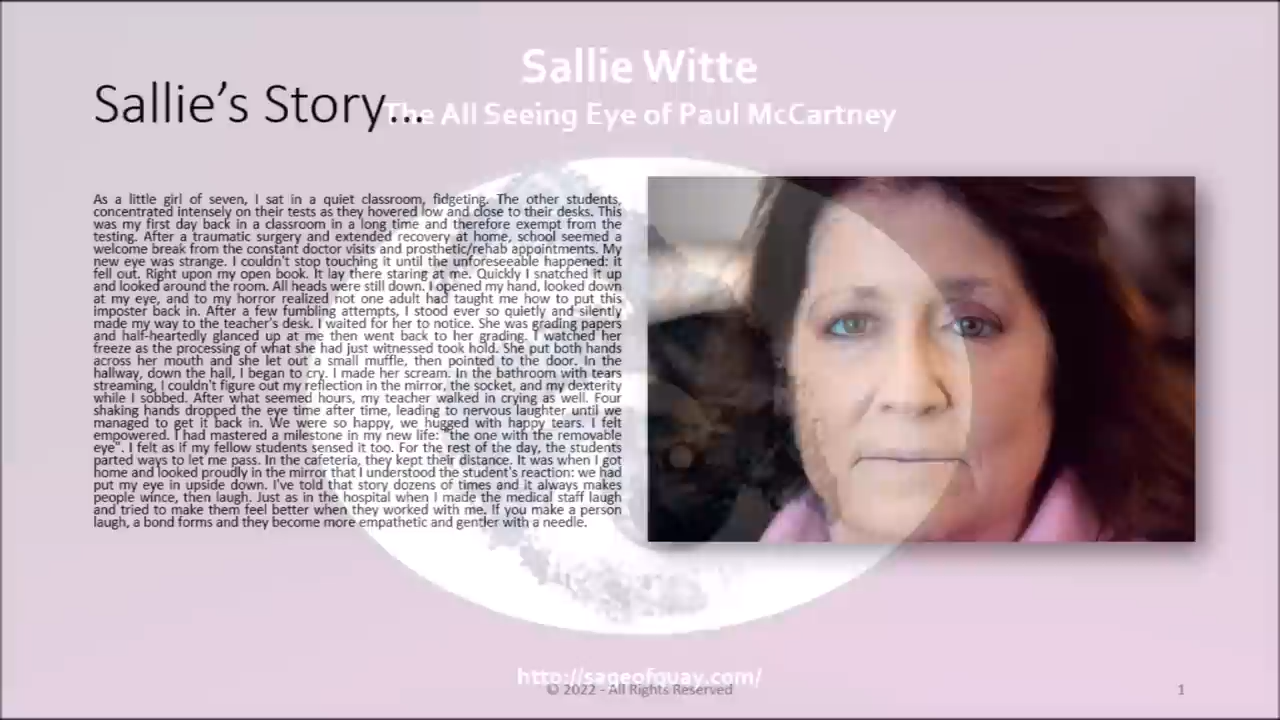 Sallie Witte
The All Seeing Eye of Paul McCartney
Sallie's Story...
As a little girl of seven, I sat in a quiet classroom, fidgeting. The other students,
concentrated intensely on their tests as they hovered low and close to their desks. This
was my first day back in a classroom in a long time and therefore exempt from the
testing. After a traumatic surgery and extended recovery at home, school seemed a
welcome break from the constant doctor visits and prosthetic/rehab appointments. My
new eye was strange. I couldn't stop touching it until the unforeseeable happened: it
fell out. Right upon my open book. It lay there staring at me. Quickly I snatched it up
and looked around the room. All heads were still down. I opened my hand, looked down
at my eye, and to my horror realized not one adult had taught me how to put this
imposter back in. After a few fumbling attempts, I stood ever so quietly and silently
made my way to the teacher's desk. I waited for her to notice. She was grading papers
and half-heartedly glanced up at me then went back to her grading. I watched her
freeze as the processing of what she had just witnessed took hold. She put both hands
across her mouth and she let out a small muffle, then pointed to the door. In the
hallway, down the hall, I began to cry. I made her scream. In the bathroom with tears
streaming, I couldn't figure out my reflection in the mirror, the socket, and my dexterity
while I sobbed. After what seemed hours, my teacher walked in crying as well. Four
shaking hands dropped the eye time after time, leading to nervous laughter until we
managed to get it back in. We were so happy, we hugged with happy tears. I felt
empowered. I had mastered a milestone in my new life: "the one with the removable
eye". I felt as if my fellow students sensed it too. For the rest of the day, the students
parted ways to let me pass. In the cafeteria, they kept their distance. It was when I got
home and looked proudly in the mirror that I understood the student's reaction: we had
put my eye in upside down. I've told that story dozens of times and it always makes
people wince, then laugh. Just as in the hospital when I made the medical staff laugh
and tried to make them feel better when they worked with me. If you make a person
laugh, a bond forms and they become more empathetic and gentler with a needle.
http://sageofquay.com/
© 2022 - All Rights Reserved
1